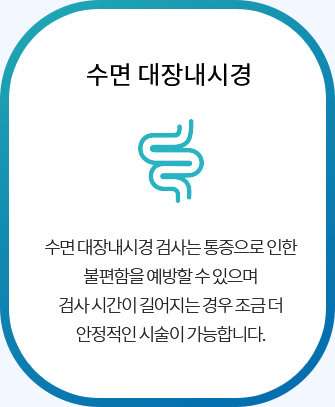 수면 대장내시경
수면 대장내시경 검사는 통증으로 인한
불편함을 예방할 수 있으며
검사 시간이 길어지는 경우 조금 더
안정적인 시술이 가능합니다.